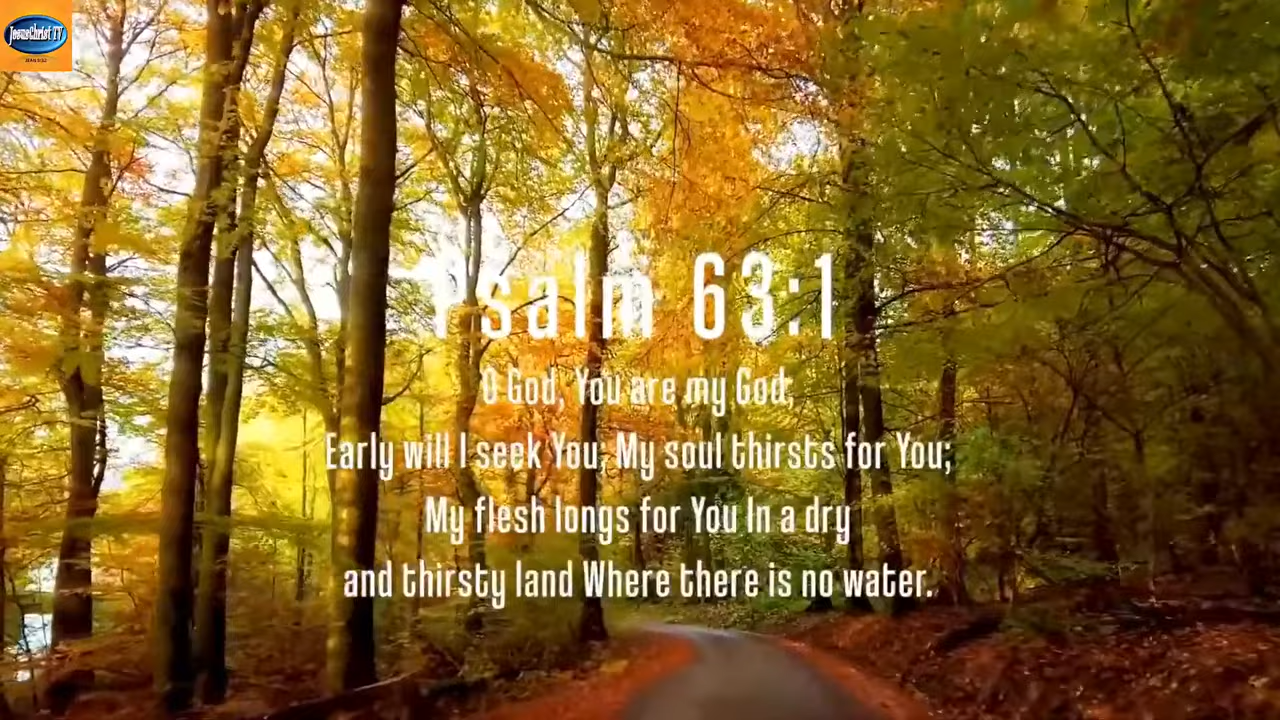 JesusChrist TV
Psalm 63:1
O God, You are my God,
Early will I seek You; My soul thirsts for You;
My flesh longs for You In a dry
and thirsty land Where there is no water.